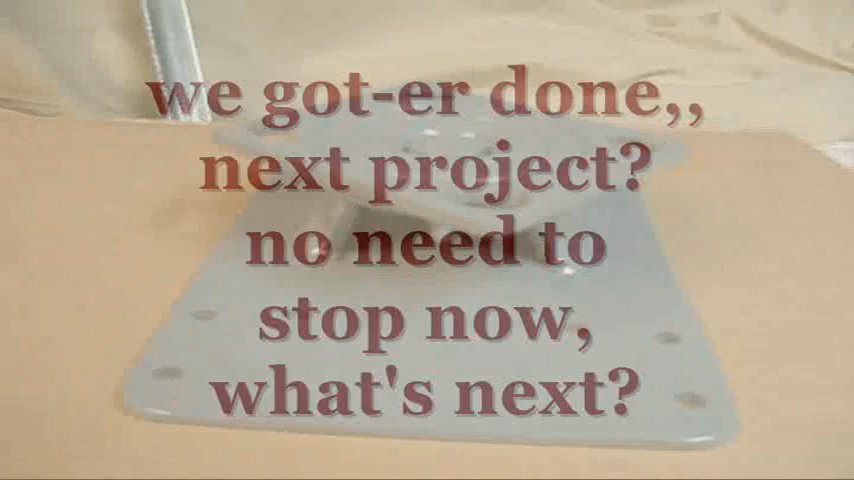 we got-er done,,
next project?
no need to
stop now,
what's next?